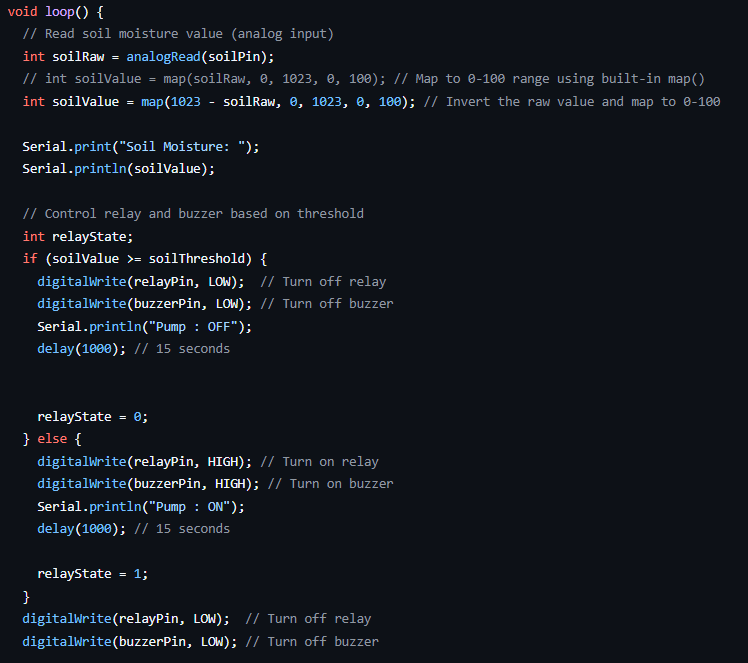 void loop() {
// Read soil moisture value (analog input)
int soilRaw = analogRead(soilPin);
// int soilValue = map(soilRaw, 0, 1023, 0, 100); // Map to 0-100 range using built-in map()
int soilValue = map(1023 - soilRaw, 0, 1023, 0, 100); // Invert the raw value and map to 0-100
Serial.print("Soil Moisture: ");
Serial.println(soilValue);
// Control relay and buzzer based on threshold
int relayState;
if (soilValue >= soilThreshold) {
digitalWrite(relayPin, LOW);  // Turn off relay
digitalWrite(buzzerPin, LOW); // Turn off buzzer
Serial.println("Pump : OFF");
delay(1000); // 15 seconds
relayState = 0;
} else {
digitalWrite(relayPin, HIGH); // Turn on relay
digitalWrite(buzzerPin, HIGH); // Turn on buzzer
Serial.println("Pump : ON");
delay(1000); // 15 seconds
relayState = 1;
}
digitalWrite(relayPin, LOW);  // Turn off relay
digitalWrite(buzzerPin, LOW); // Turn off buzzer